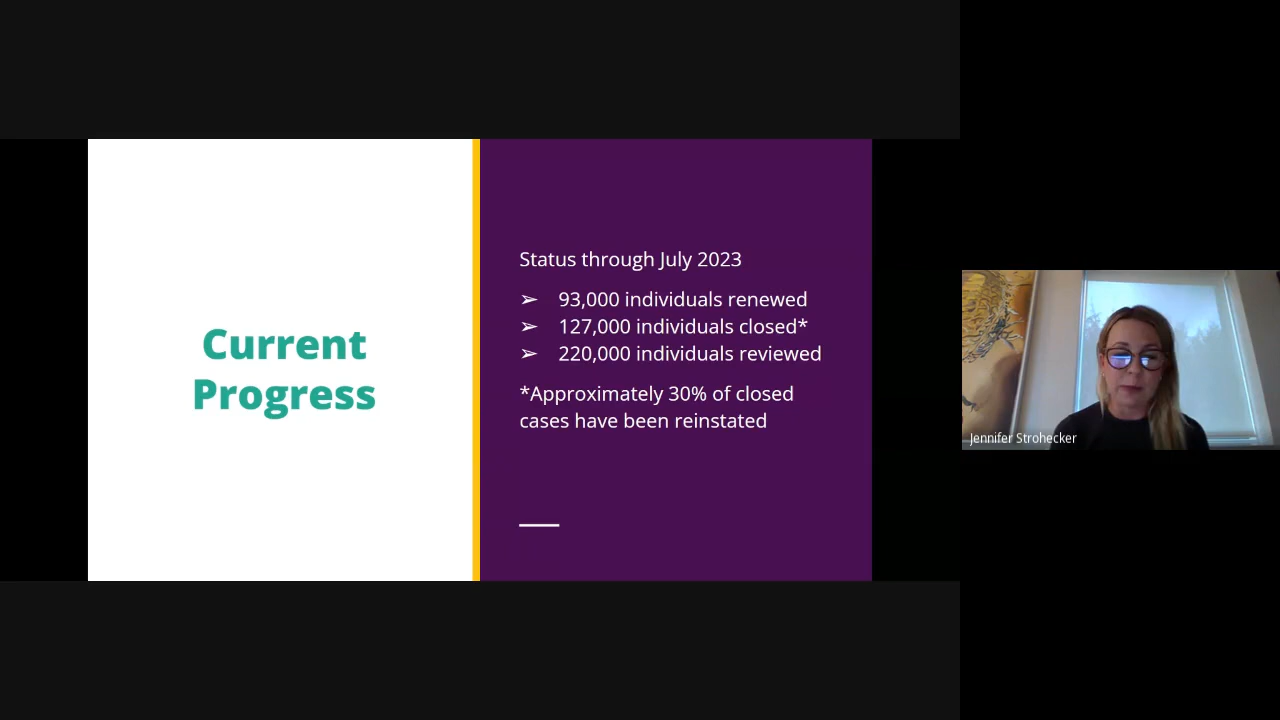 Current
Progress
Status through July 2023
➢ 93,000 individuals renewed
➢ 127,000 individuals closed*
➢ 220,000 individuals reviewed
*Approximately 30% of closed
cases have been reinstated
Jennifer Strohecker